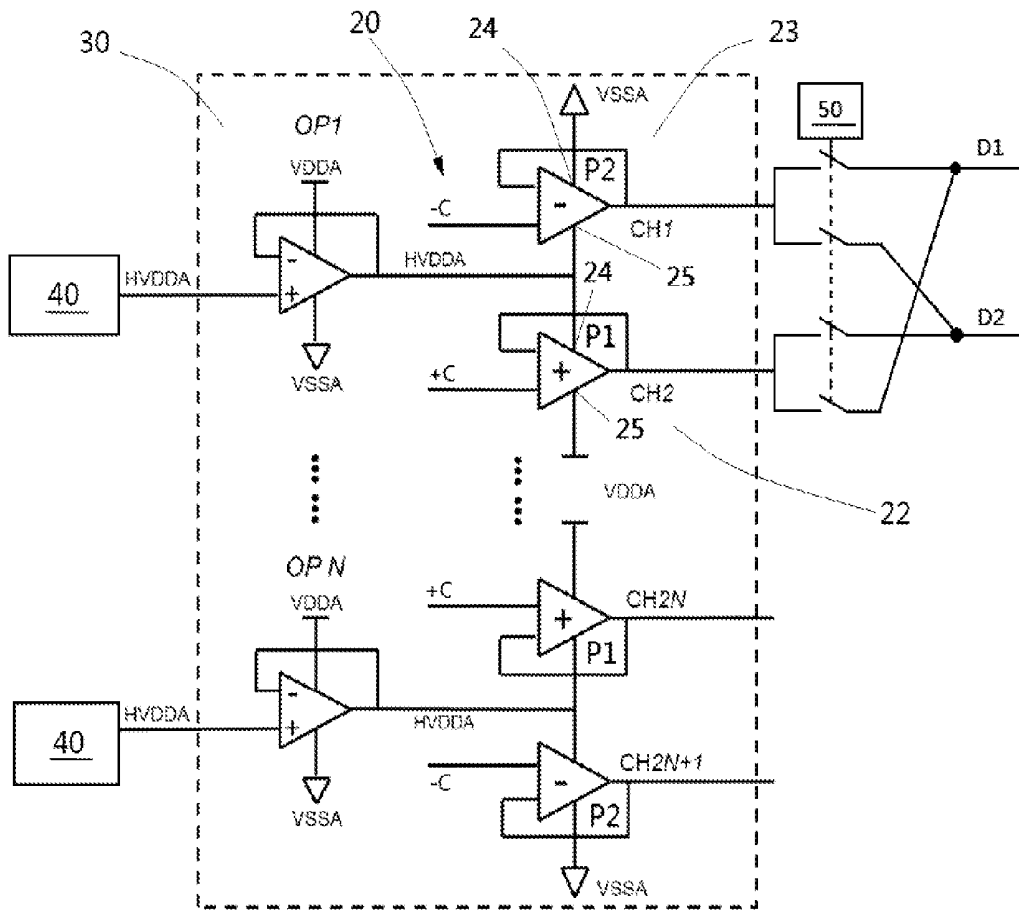 30
20
24
23
OP1
VDDA
VSSA
50
P2
-C
CH1
D1
HVDDA
40
HVDDA
25
24
-
+
-
P1
+C
+
CH2
D2
VSSA
25
VDDA
22
OP N
VDDA
+C
+
CH2N
P1
-
+
HVDDA
40
HVDDA
-C
-
CH2N+1
P2
VSSA
VSSA